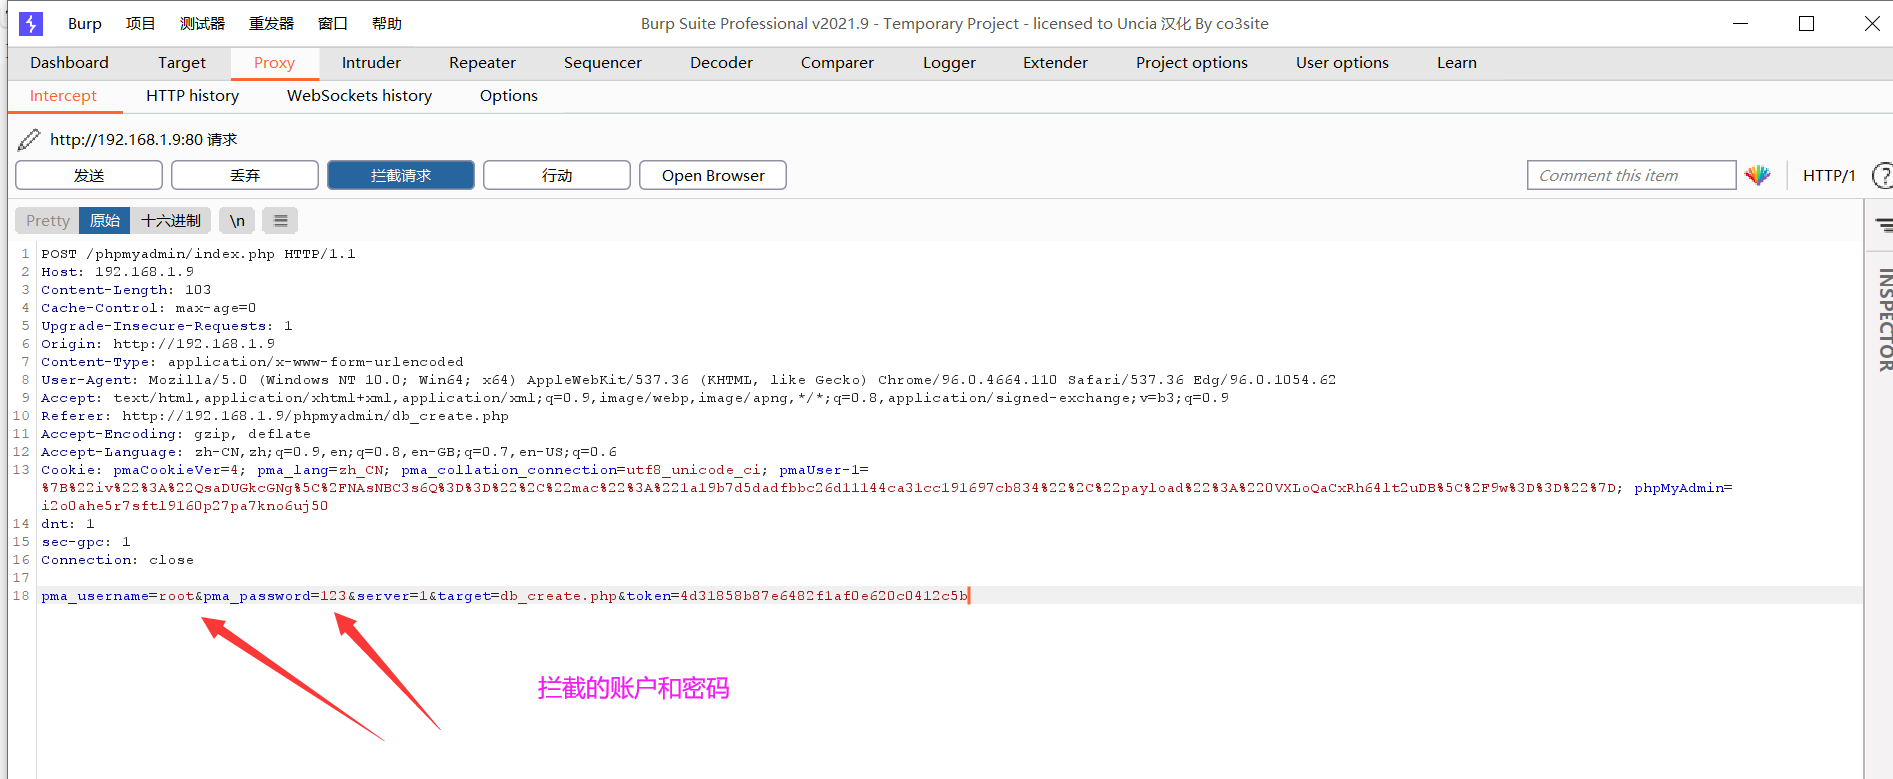 Burp 项目 测试器 重发器 窗口 帮助 Burp Suite Professional v2021.9 - Temporary Project - licensed to Uncia 汉化 By co3site
Dashboard Target Proxy Intruder Repeater Sequencer Decoder Comparer Logger Extender Project options User options Learn
Intercept HTTP history WebSockets history Options
http://192.168.1.9:80 请求
发送 丢弃 拦截请求 行动 Open Browser Comment this item HTTP/1 ?
Pretty 原始 十六进制 \n
INSPECTOR
1 POST /phpmyadmin/index.php HTTP/1.1
2 Host: 192.168.1.9
3 Content-Length: 103
4 Cache-Control: max-age=0
5 Upgrade-Insecure-Requests: 1
6 Origin: http://192.168.1.9
7 Content-Type: application/x-www-form-urlencoded
8 User-Agent: Mozilla/5.0 (Windows NT 10.0; Win64; x64) AppleWebKit/537.36 (KHTML, like Gecko) Chrome/96.0.4664.110 Safari/537.36 Edg/96.0.1054.62
9 Accept: text/html,application/xhtml+xml,application/xml;q=0.9,image/webp,image/apng,*/*;q=0.8,application/signed-exchange;v=b3;q=0.9
10 Referer: http://192.168.1.9/phpmyadmin/db_create.php
11 Accept-Encoding: gzip, deflate
12 Accept-Language: zh-CN,zh;q=0.9,en;q=0.8,en-GB;q=0.7,en-US;q=0.6
13 Cookie: pmaCookieVer=4; pma_lang=zh_CN; pma_collation_connection=utf8_unicode_ci; pmaUser-1=
%7B%22iv%22%3A%22QsaDUGkcGNg%5C%2FNAsNBC3s6Q%3D%3D%22%2C%22mac%22%3A%221a19b7d5dadfbbc26d11144ca31cc191697cb834%22%2C%22payload%22%3A%220VXLoQaCxRh64lt2uDB%5C%2F9w%3D%3D%22%7D; phpMyAdmin=
i2o0ahe5r7sftl9160p27pa7kno6uj50
14 dnt: 1
15 sec-gpc: 1
16 Connection: close
17
18 pma_username=root&pma_password=123&server=1&target=db_create.php&token=4d31858b87e6482f1af0e620c0412c5b
拦截的账户和密码